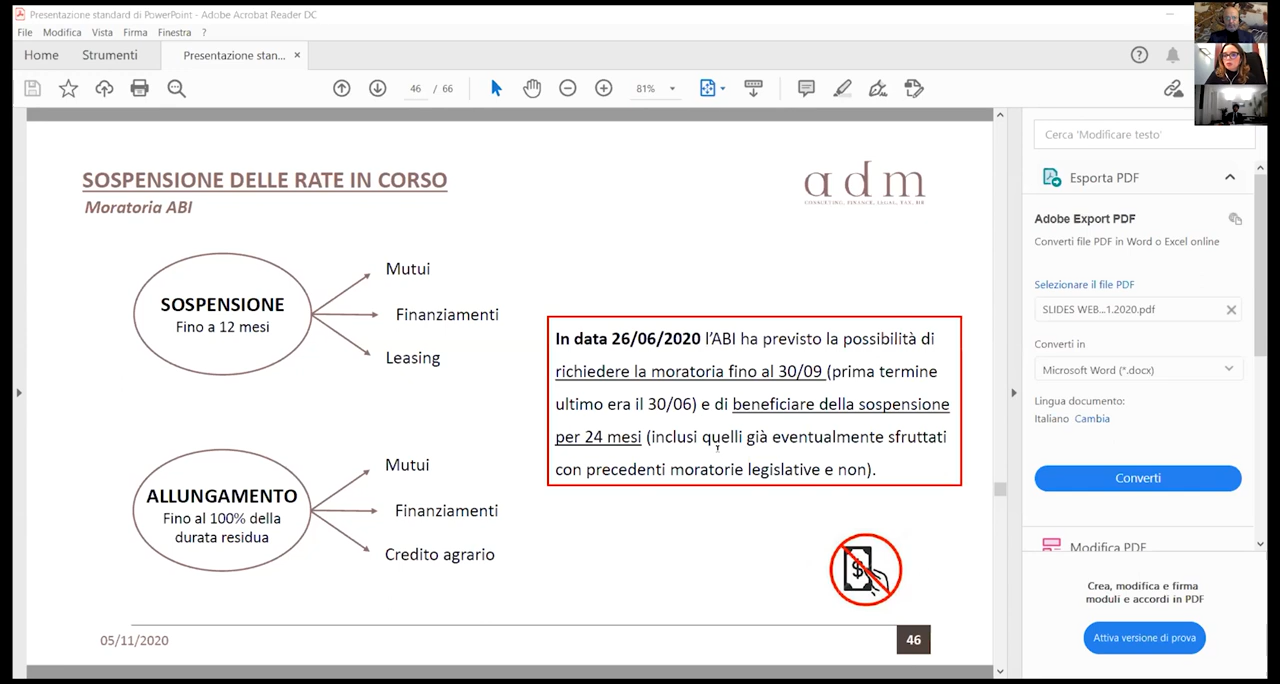 Presentazione standard di PowerPoint - Adobe Acrobat Reader DC
File Modifica Vista Firma Finestra ?
Home Strumenti Presentazione stan... ×
46 / 66 81%
SOSPENSIONE DELLE RATE IN CORSO
Moratoria ABI
adm
CONSULTING, FINANCE, LEGAL, TAX, HR
SOSPENSIONE
Fino a 12 mesi
Mutui
Finanziamenti
Leasing
In data 26/06/2020 l'ABI ha previsto la possibilità di
richiedere la moratoria fino al 30/09 (prima termine
ultimo era il 30/06) e di beneficiare della sospensione
per 24 mesi (inclusi quelli già eventualmente sfruttati
con precedenti moratorie legislative e non).
ALLUNGAMENTO
Fino al 100% della
durata residua
Mutui
Finanziamenti
Credito agrario
$
05/11/2020
46
Cerca 'Modificare testo'
Esporta PDF
Adobe Export PDF
Converti file PDF in Word o Excel online
Selezionare il file PDF
SLIDES WEB...1.2020.pdf
Converti in
Microsoft Word (*.docx)
Lingua documento:
Italiano Cambia
Converti
Modifica PDF
Crea, modifica e firma
moduli e accordi in PDF
Attiva versione di prova